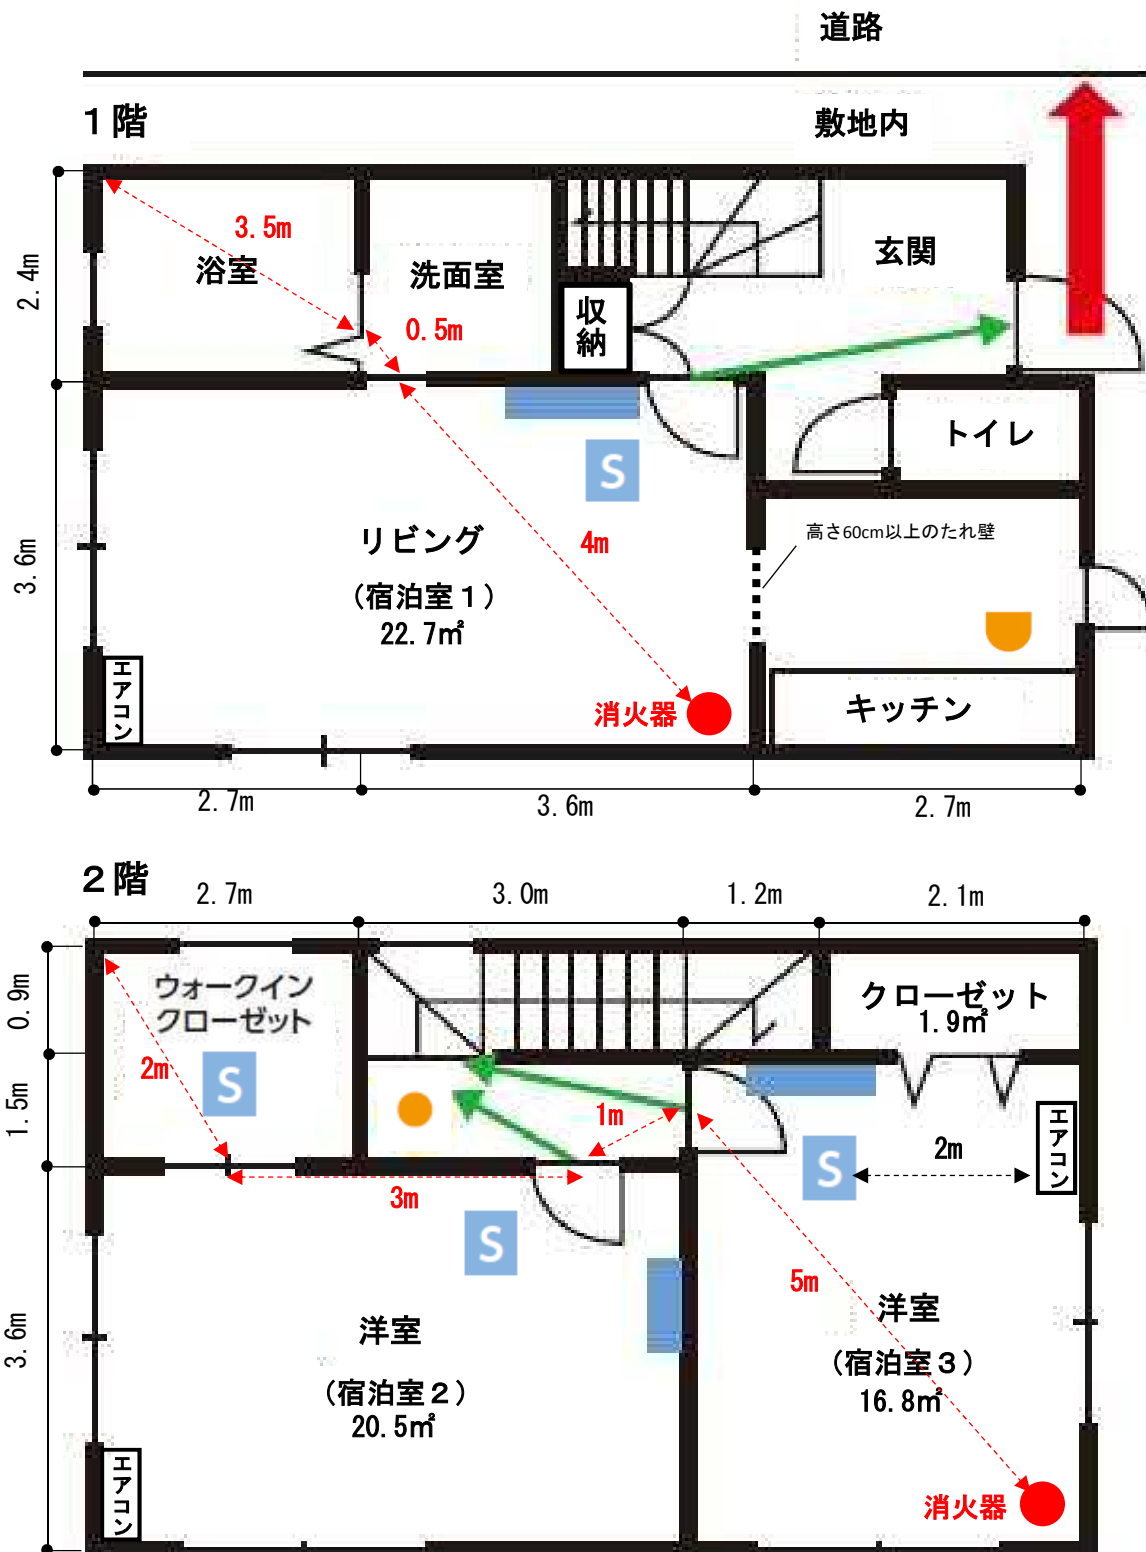 道路
1階
敷地内
3.5m
浴室
洗面室
玄関
2.4m
0.5m
収納
トイレ
S
リビング
(宿泊室1)
22.7㎡
4m
高さ60cm以上のたれ壁
3.6m
エアコン
消火器
キッチン
2.7m
3.6m
2.7m
2階
2.7m
3.0m
1.2m
2.1m
0.9m
ウォークイン
クローゼット
クローゼット
1.9㎡
2m
S
1.5m
1m
エアコン
S
2m
3m
S
5m
3.6m
洋室
(宿泊室2)
20.5㎡
洋室
(宿泊室3)
16.8㎡
エアコン
消火器